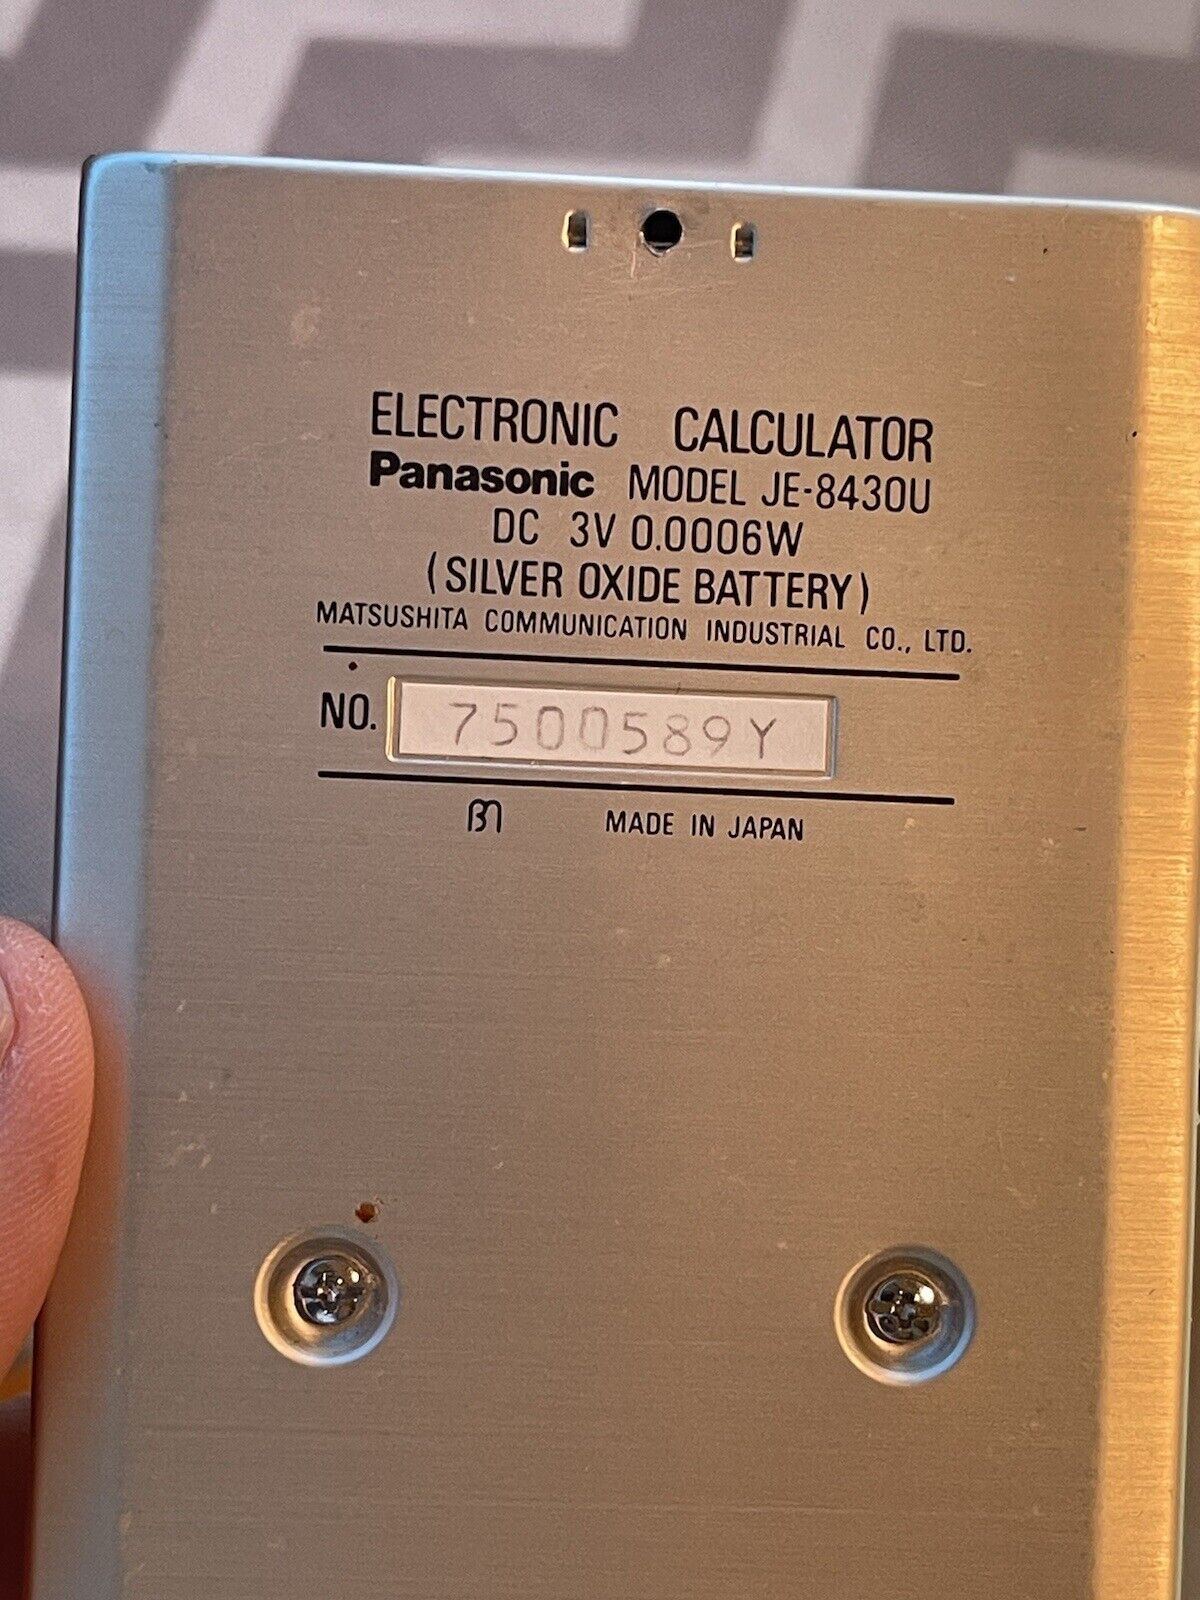 ELECTRONIC CALCULATOR
Panasonic MODEL JE-8430U
DC 3V 0.0006W
(SILVER OXIDE BATTERY)
MATSUSHITA COMMUNICATION INDUSTRIAL CO., LTD.
NO. 7500589Y
MADE IN JAPAN